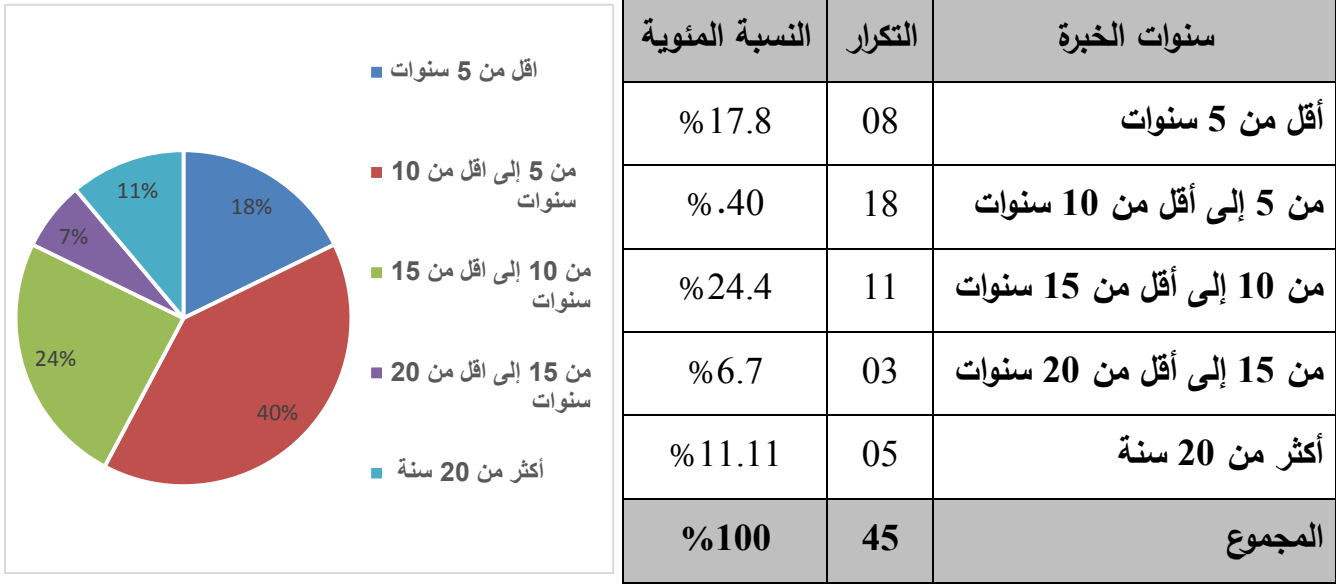 سنوات الخبرة التكرار النسبة المئوية
أقل من 5 سنوات 08 %17.8
من 5 إلى أقل من 10 سنوات 18 %.40
من 10 إلى أقل من 15 سنوات 11 %24.4
من 15 إلى أقل من 20 سنوات 03 %6.7
أكثر من 20 سنة 05 %11.11
المجموع 45 %100
اقل من 5 سنوات
من 5 إلى اقل من 10
سنوات
من 10 إلى اقل من 15
سنوات
من 15 إلى اقل من 20
سنوات
أكثر من 20 سنة
18%
40%
24%
7%
11%